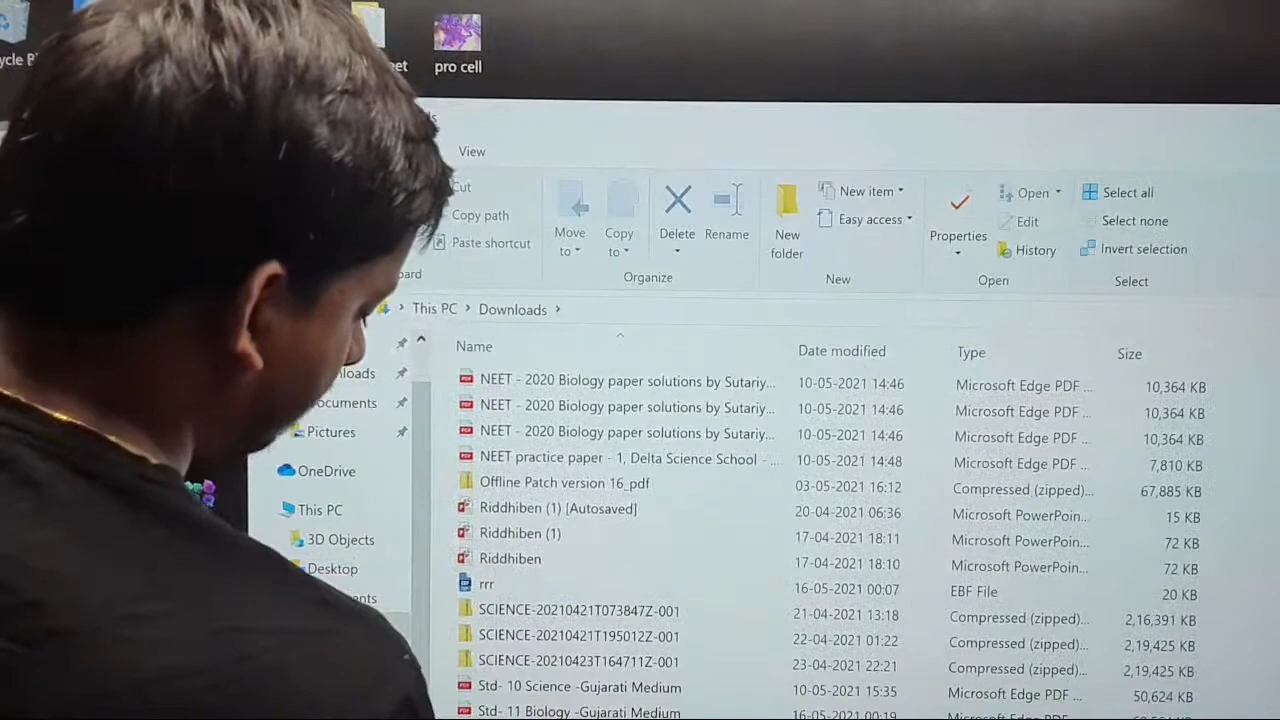 ycle B
et
pro cell
View
Cut
Copy path
Paste shortcut
Move to
Copy to
Delete
Rename
New folder
New item
Easy access
Properties
Open
Edit
History
Select all
Select none
Invert selection
oard
Organize
New
Open
Select
This PC > Downloads >
Name Date modified Type Size
nloads
ocuments
Pictures
OneDrive
This PC
3D Objects
Desktop
ents
NEET - 2020 Biology paper solutions by Sutariy... 10-05-2021 14:46 Microsoft Edge PDF ... 10,364 KB
NEET - 2020 Biology paper solutions by Sutariy... 10-05-2021 14:46 Microsoft Edge PDF ... 10,364 KB
NEET - 2020 Biology paper solutions by Sutariy... 10-05-2021 14:46 Microsoft Edge PDF ... 10,364 KB
NEET practice paper - 1, Delta Science School - ... 10-05-2021 14:48 Microsoft Edge PDF ... 7,810 KB
Offline Patch version 16_pdf 03-05-2021 16:12 Compressed (zipped)... 67,885 KB
Riddhiben (1) [Autosaved] 20-04-2021 06:36 Microsoft PowerPoin... 15 KB
Riddhiben (1) 17-04-2021 18:11 Microsoft PowerPoin... 72 KB
Riddhiben 17-04-2021 18:10 Microsoft PowerPoin... 72 KB
rrr 16-05-2021 00:07 EBF File 20 KB
SCIENCE-20210421T073847Z-001 21-04-2021 13:18 Compressed (zipped)... 2,16,391 KB
SCIENCE-20210421T195012Z-001 22-04-2021 01:22 Compressed (zipped)... 2,19,425 KB
SCIENCE-20210423T164711Z-001 23-04-2021 22:21 Compressed (zipped)... 2,19,425 KB
Std- 10 Science -Gujarati Medium 10-05-2021 15:35 Microsoft Edge PDF ... 50,624 KB
Std- 11 Biology -Gujarati Medium 16-05-2021 00:19 Microsoft Edge PDF ...